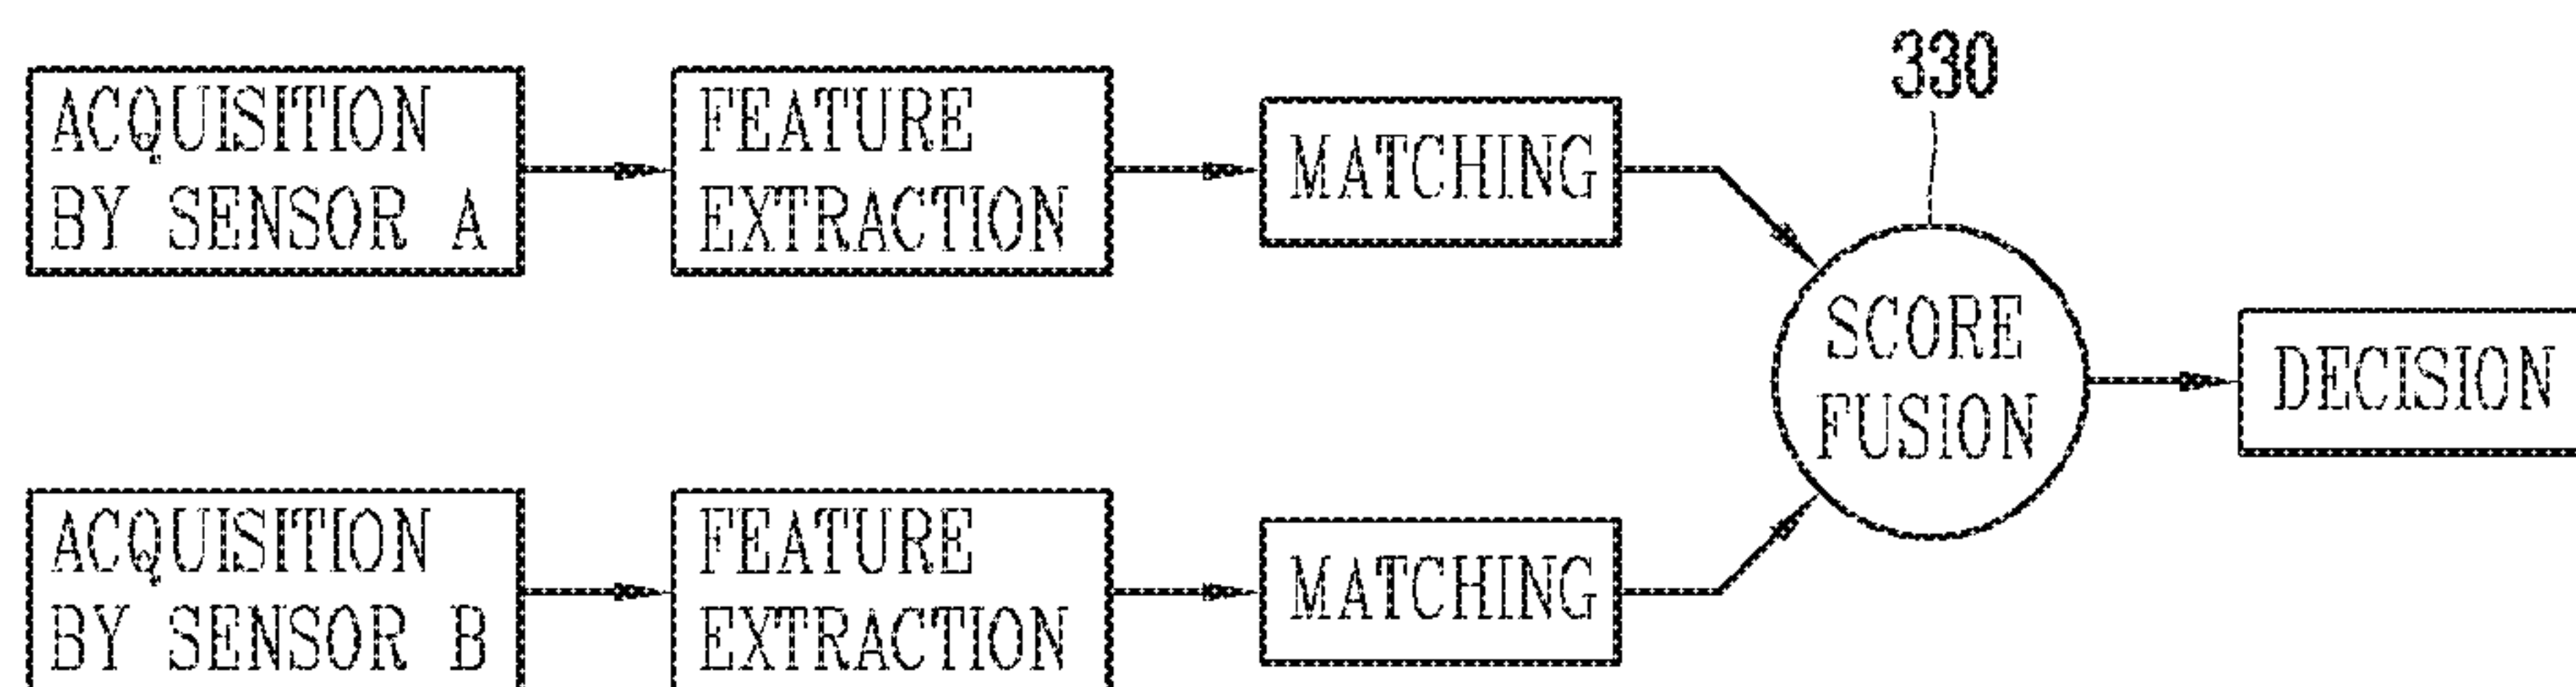 330
ACQUISITION
BY SENSOR A
FEATURE
EXTRACTION
MATCHING
SCORE
FUSION
DECISION
ACQUISITION
BY SENSOR B
FEATURE
EXTRACTION
MATCHING